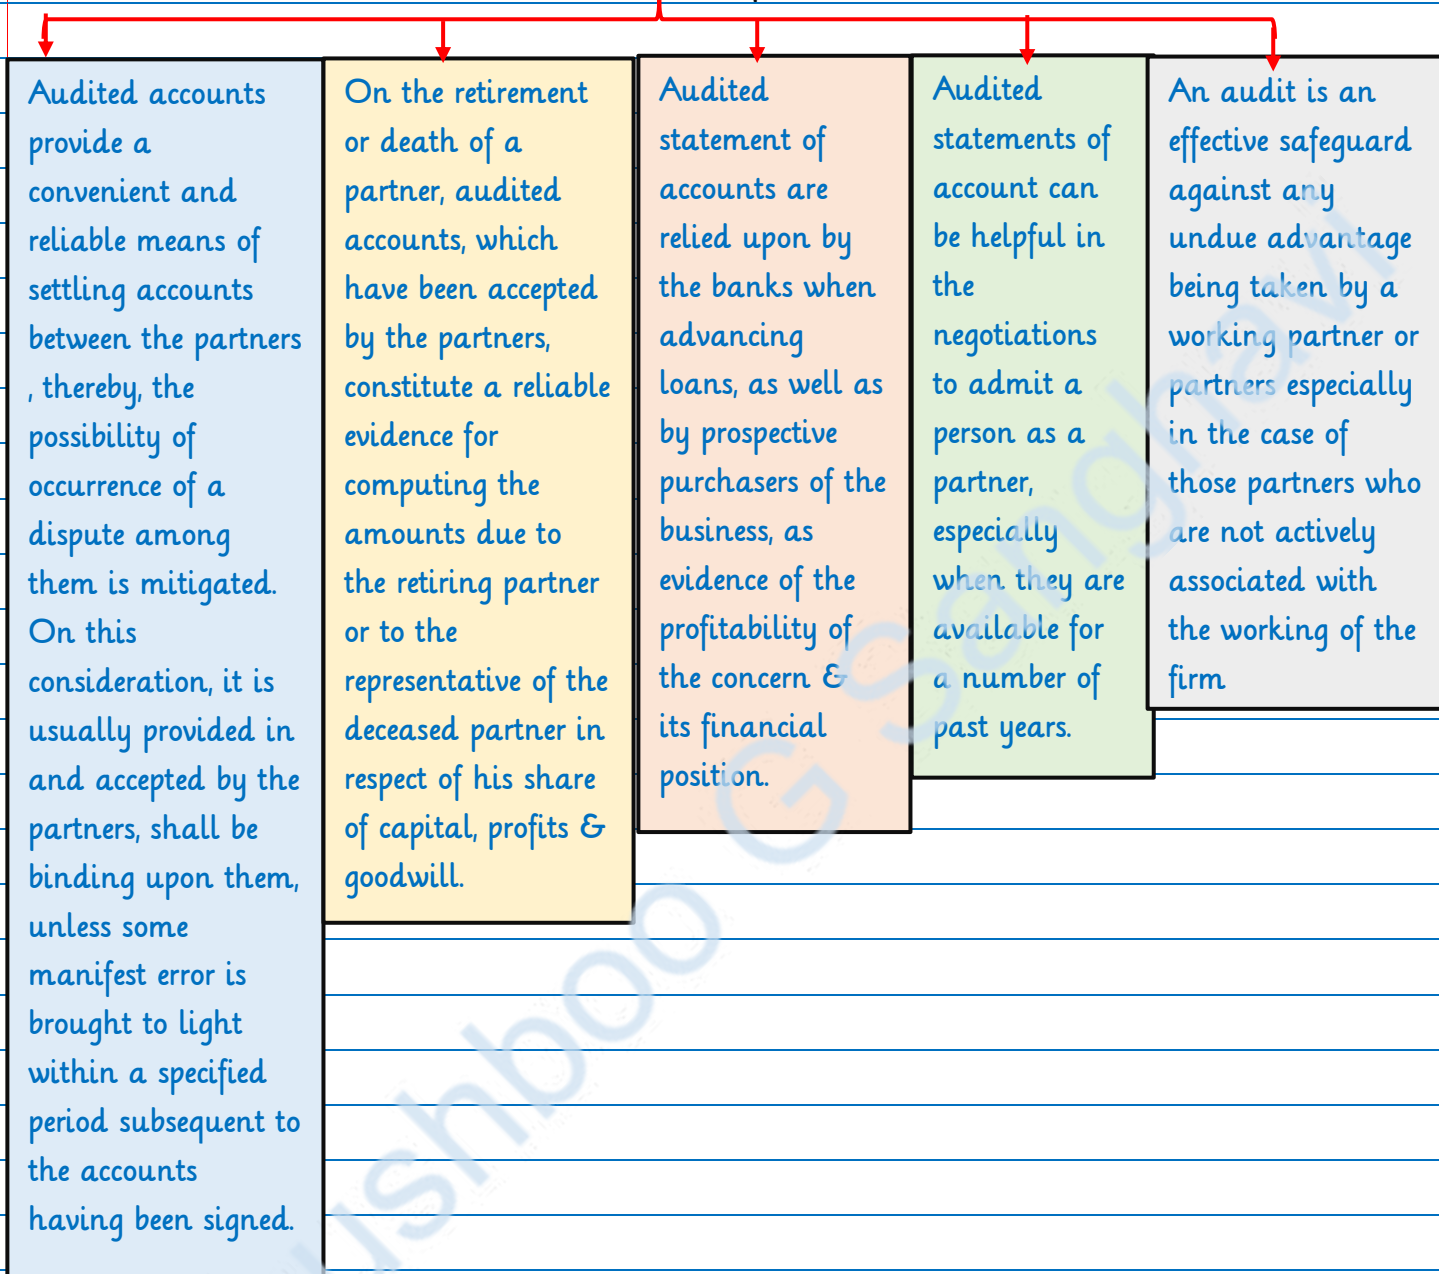 Audited accounts
provide a
convenient and
reliable means of
settling accounts
between the partners
, thereby, the
possibility of
occurrence of a
dispute among
them is mitigated.
On this
consideration, it is
usually provided in
and accepted by the
partners, shall be
binding upon them,
unless some
manifest error is
brought to light
within a specified
period subsequent to
the accounts
having been signed.
On the retirement
or death of a
partner, audited
accounts, which
have been accepted
by the partners,
constitute a reliable
evidence for
computing the
amounts due to
the retiring partner
or to the
representative of the
deceased partner in
respect of his share
of capital, profits &
goodwill.
Audited
statement of
accounts are
relied upon by
the banks when
advancing
loans, as well as
by prospective
purchasers of the
business, as
evidence of the
profitability of
the concern &
its financial
position.
Audited
statements of
account can
be helpful in
the
negotiations
to admit a
person as a
partner,
especially
when they are
available for
a number of
past years.
An audit is an
effective safeguard
against any
undue advantage
being taken by a
working partner or
partners especially
in the case of
those partners who
are not actively
associated with
the working of the
firm
ushboo G Sanghavi